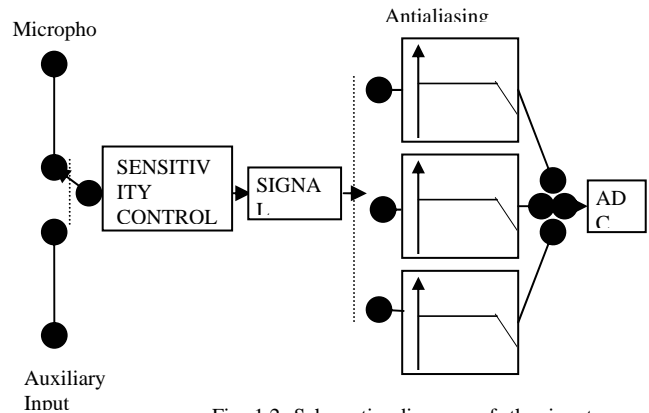 Micropho
Antialiasing
SENSITIV
ITY
CONTROL
SIGNA
L
AD
C
Auxiliary
Input
Fig. 1.2: Schematic diagram of the input